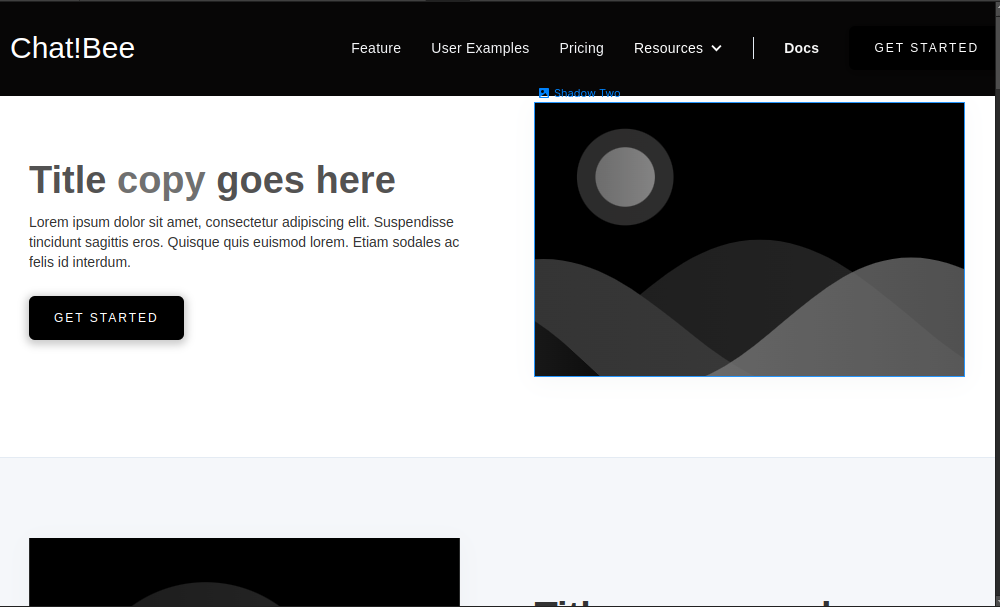 Chat!Bee
Feature
User Examples
Pricing
Resources
Docs
GET STARTED
Shadow Two
Title copy goes here
Lorem ipsum dolor sit amet, consectetur adipiscing elit. Suspendisse
tincidunt sagittis eros. Quisque quis euismod lorem. Etiam sodales ac
felis id interdum.
GET STARTED